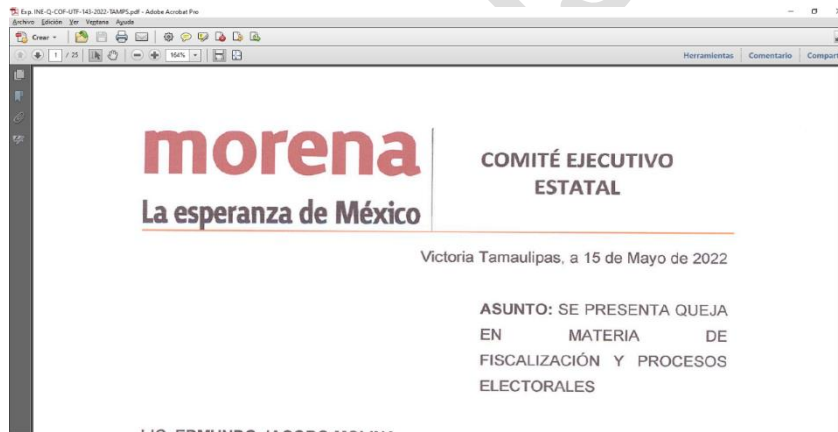 Exp. INE-Q-COF-UTF-143-2022-TAMPS.pdf - Adobe Acrobat Pro
Archivo Edición Ver Ventana Ayuda
Crear
1 / 25 164% Herramientas Comentario Compart
morena
La esperanza de México
COMITÉ EJECUTIVO
ESTATAL
Victoria Tamaulipas, a 15 de Mayo de 2022
ASUNTO: SE PRESENTA QUEJA
EN MATERIA DE
FISCALIZACIÓN Y PROCESOS
ELECTORALES